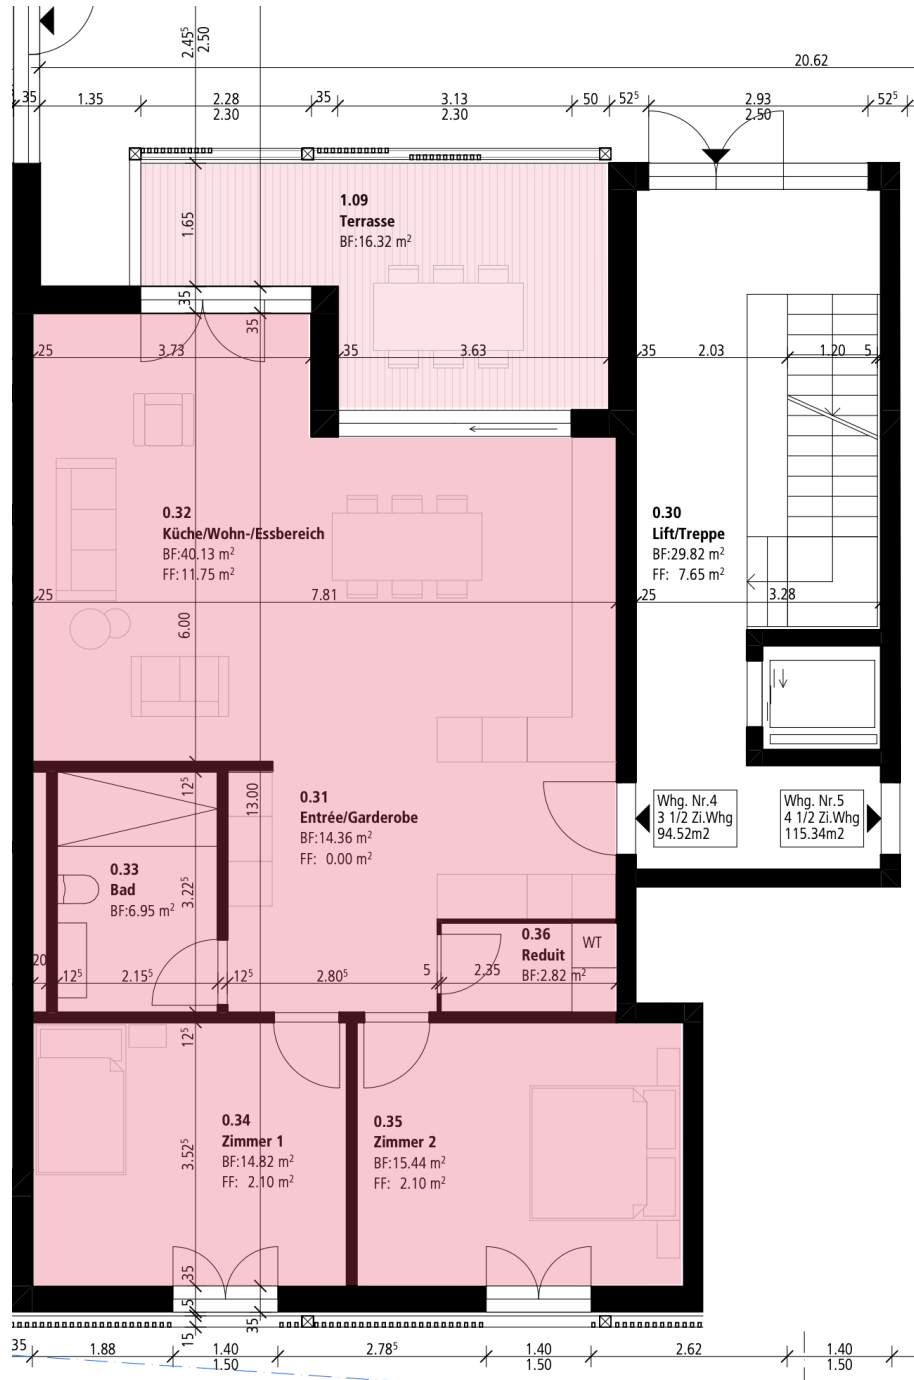 2.45⁵
2.50
20.62
35
1.35
2.28
2.30
35
3.13
2.30
50
52⁵
2.93
2.50
52⁵
1.65
1.09
Terrasse
BF:16.32 m²
35
35
25
3.73
35
3.63
35
2.03
1.20
5
0.32
Küche/Wohn-/Essbereich
BF:40.13 m²
FF: 11.75 m²
0.30
Lift/Treppe
BF:29.82 m²
FF: 7.65 m²
25
7.81
25
3.28
6.00
12⁵
13.00
0.31
Entrée/Garderobe
BF:14.36 m²
FF: 0.00 m²
Whg. Nr.4
3 1/2 Zi.Whg
94.52m2
Whg. Nr.5
4 1/2 Zi.Whg
115.34m2
0.33
Bad
BF:6.95 m²
3.22⁵
0.36
Reduit
BF:2.82 m²
WT
20
12⁵
2.15⁵
12⁵
2.80⁵
5
2.35
12⁵
0.34
Zimmer 1
BF:14.82 m²
FF: 2.10 m²
0.35
Zimmer 2
BF:15.44 m²
FF: 2.10 m²
3.52⁵
35
5
15
35
35
1.88
1.40
1.50
2.78⁵
1.40
1.50
2.62
1.40
1.50